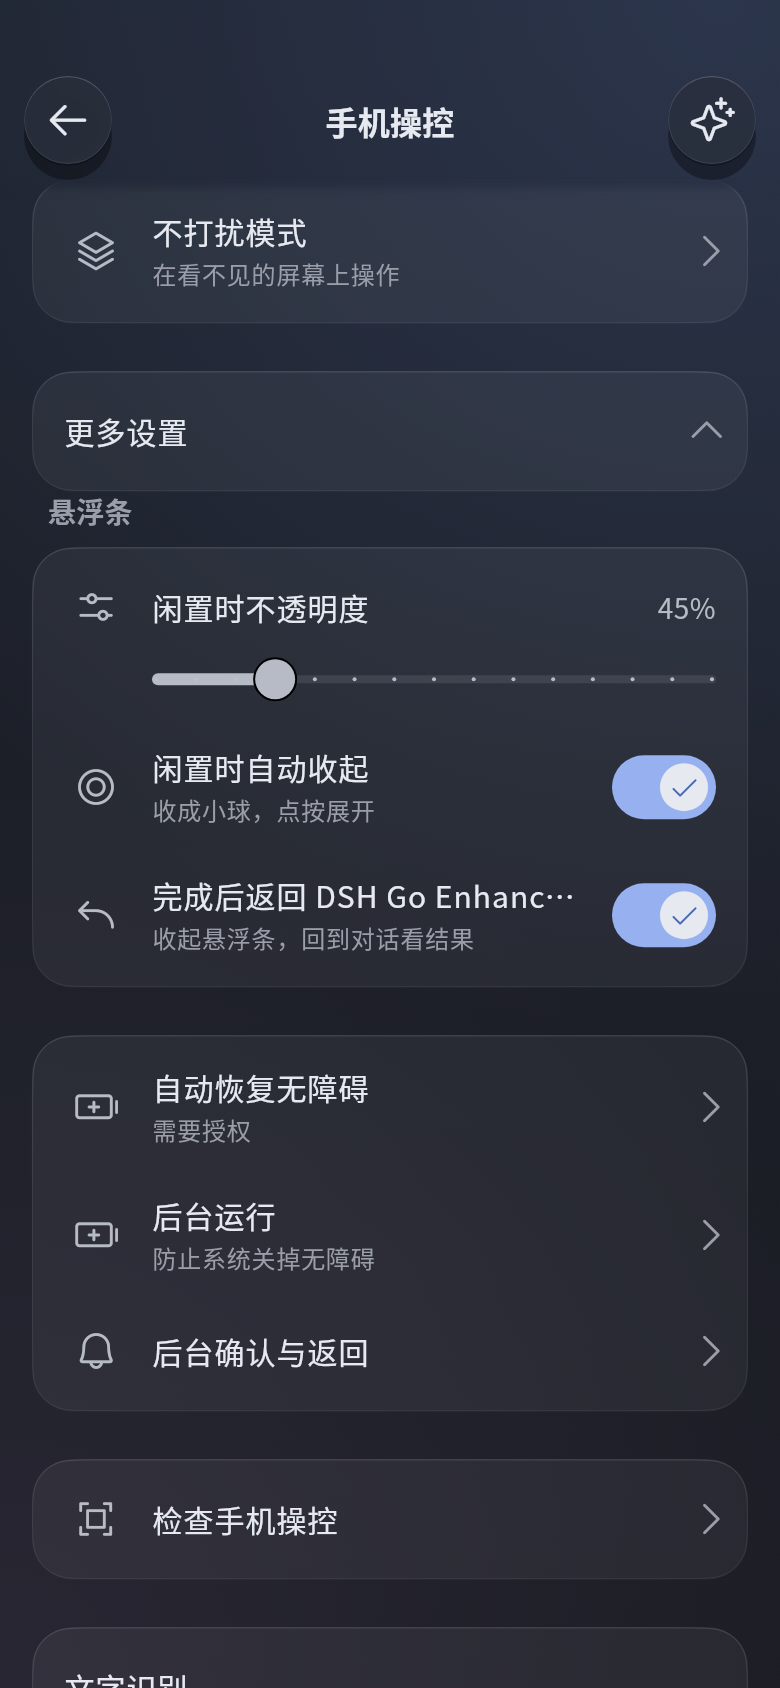 手机操控
不打扰模式
在看不见的屏幕上操作
更多设置
悬浮条
闲置时不透明度
45%
闲置时自动收起
收成小球，点按展开
完成后返回 DSH Go Enhanc…
收起悬浮条，回到对话看结果
自动恢复无障碍
需要授权
后台运行
防止系统关掉无障碍
后台确认与返回
检查手机操控
文字识别